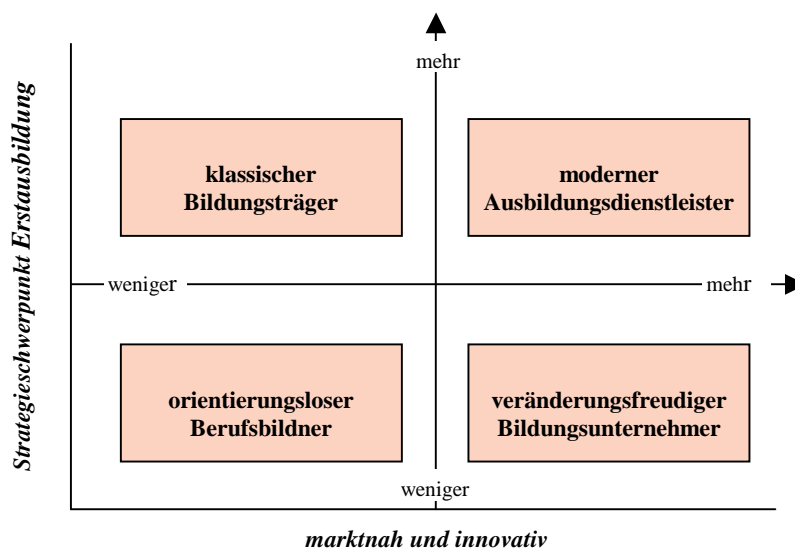 mehr
Strategieschwerpunkt Erstausbildung
klassischer
Bildungsträger
moderner
Ausbildungsdienstleister
weniger
mehr
orientierungsloser
Berufsbildner
veränderungsfreudiger
Bildungsunternehmer
weniger
marktnah und innovativ